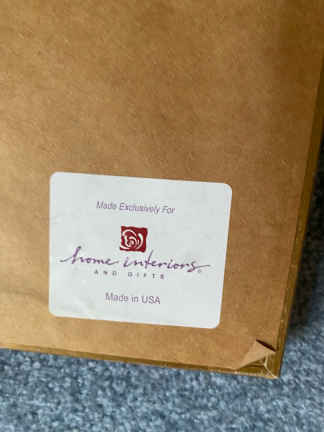 Made Exclusively For
home interiors®
AND GIFTS
Made in USA